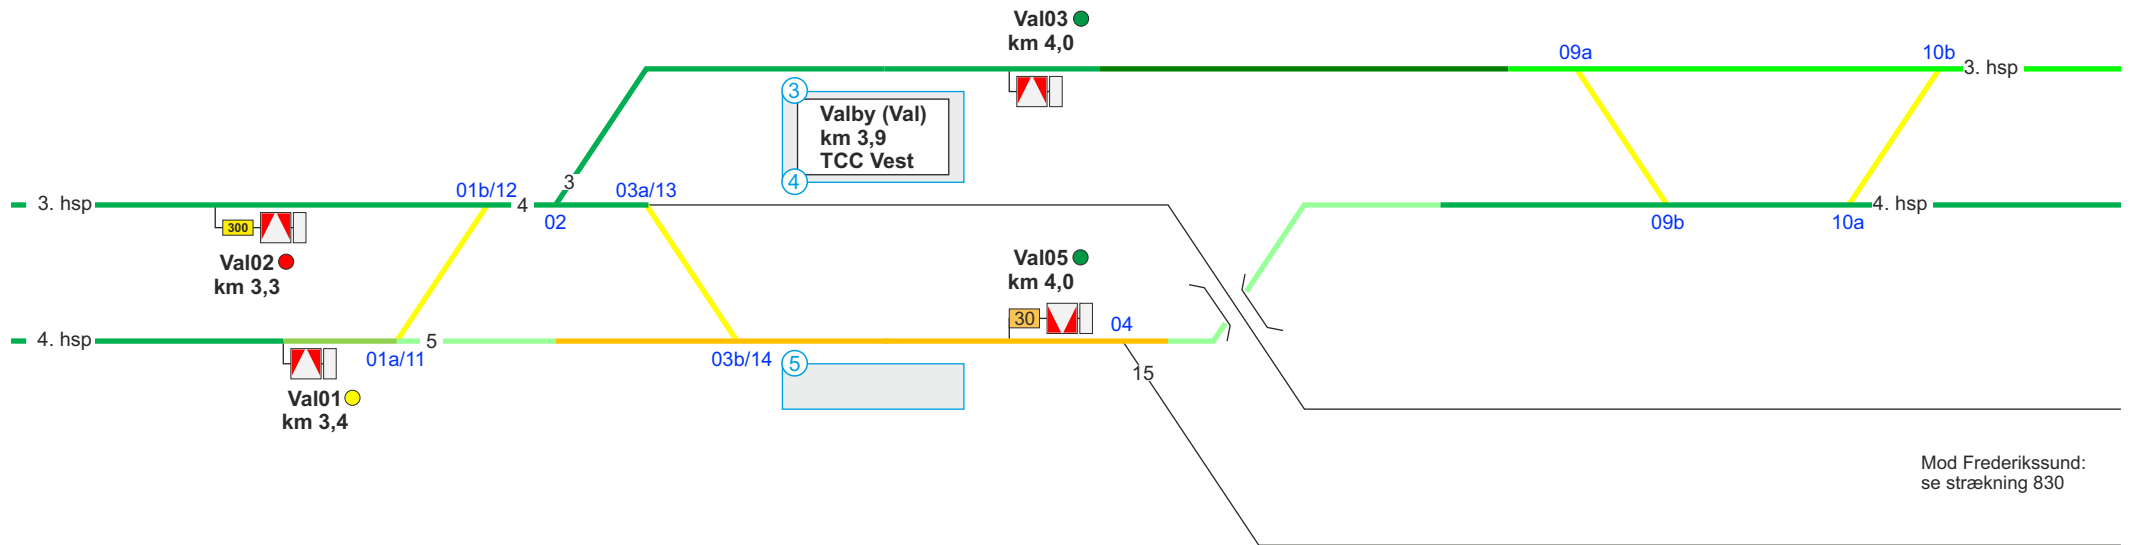 Val03
km 4,0
09a
10b
3. hsp
3
Valby (Val)
km 3,9
TCC Vest
4
3
01b/12
03a/13
3. hsp
4
02
4. hsp
09b
10a
300
Val02
km 3,3
Val05
km 4,0
30
04
4. hsp
5
01a/11
03b/14
5
15
Val01
km 3,4
Mod Frederikssund:
se strækning 830